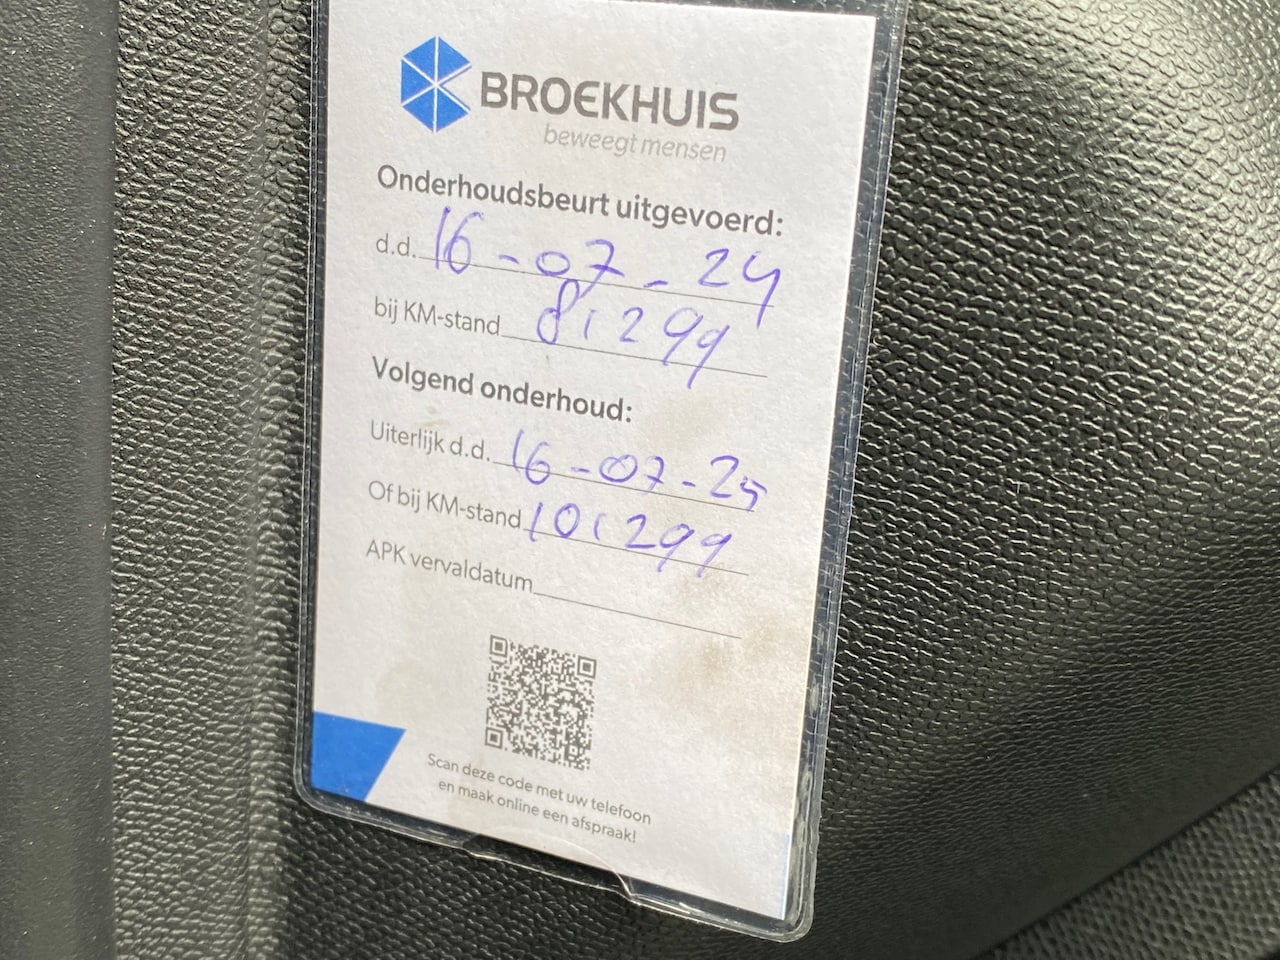 BROEKHUIS
beweegt mensen
Onderhoudsbeurt uitgevoerd:
d.d. 16-07-24
bij KM-stand 81299
Volgend onderhoud:
Uiterlijk d.d. 16-07-25
Of bij KM-stand 101299
APK vervaldatum
Scan deze code met uw telefoon
en maak online een afspraak!